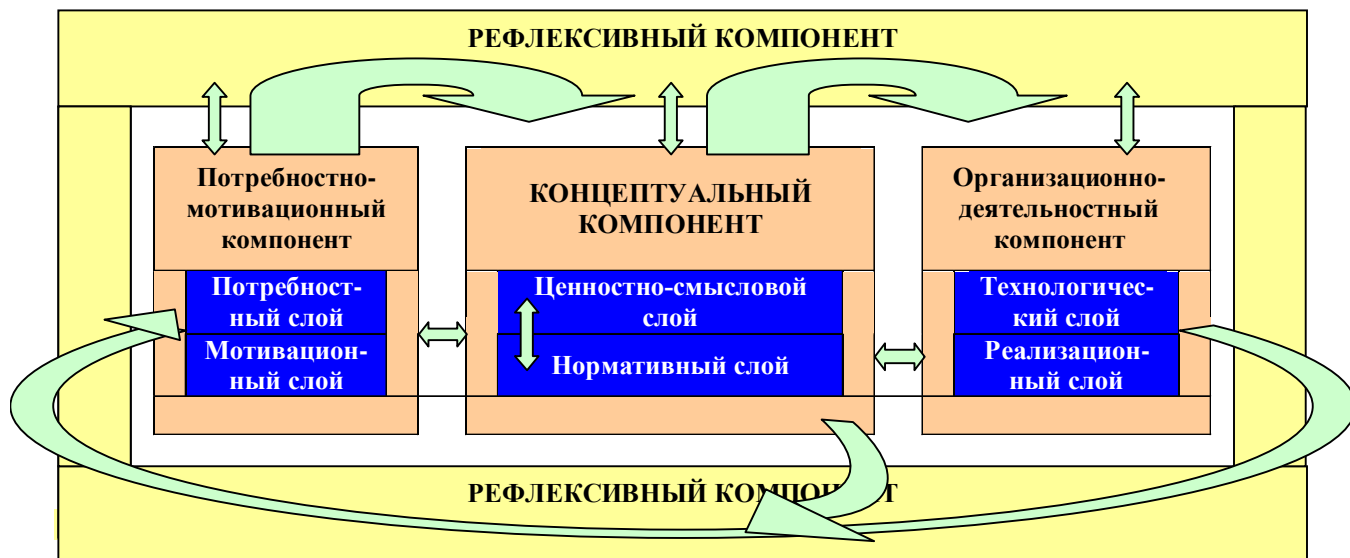 РЕФЛЕКСИВНЫЙ КОМПОНЕНТ
Потребностно-
мотивационный
компонент
Потребност-
ный слой
Мотивацион-
ный слой
КОНЦЕПТУАЛЬНЫЙ
КОМПОНЕНТ
Ценностно-смысловой
слой
Нормативный слой
Организационно-
деятельностный
компонент
Технологичес-
кий слой
Реализацион-
ный слой
РЕФЛЕКСИВНЫЙ КОМПОНЕНТ